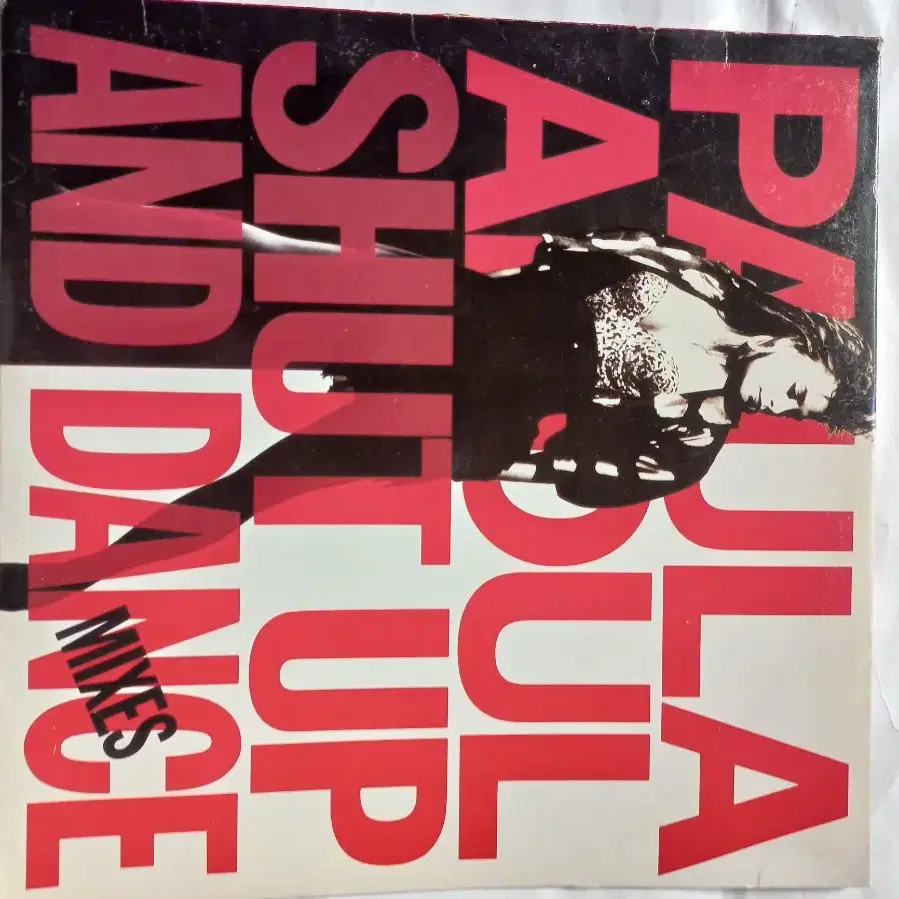 PAULA
ABDUL
SHUT UP
AND DANCE
MIXES